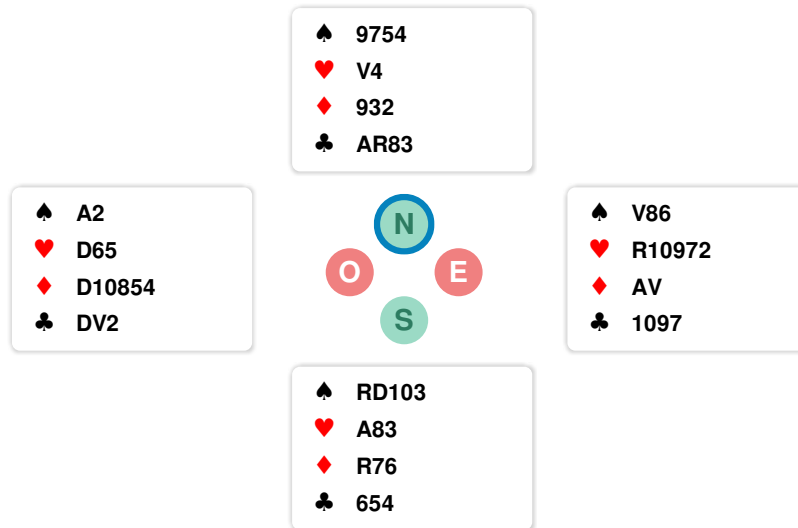 ♠ 9754
♥ V4
♦ 932
♣ AR83
♠ A2
♥ D65
♦ D10854
♣ DV2
N
O E
S
♠ V86
♥ R10972
♦ AV
♣ 1097
♠ RD103
♥ A83
♦ R76
♣ 654